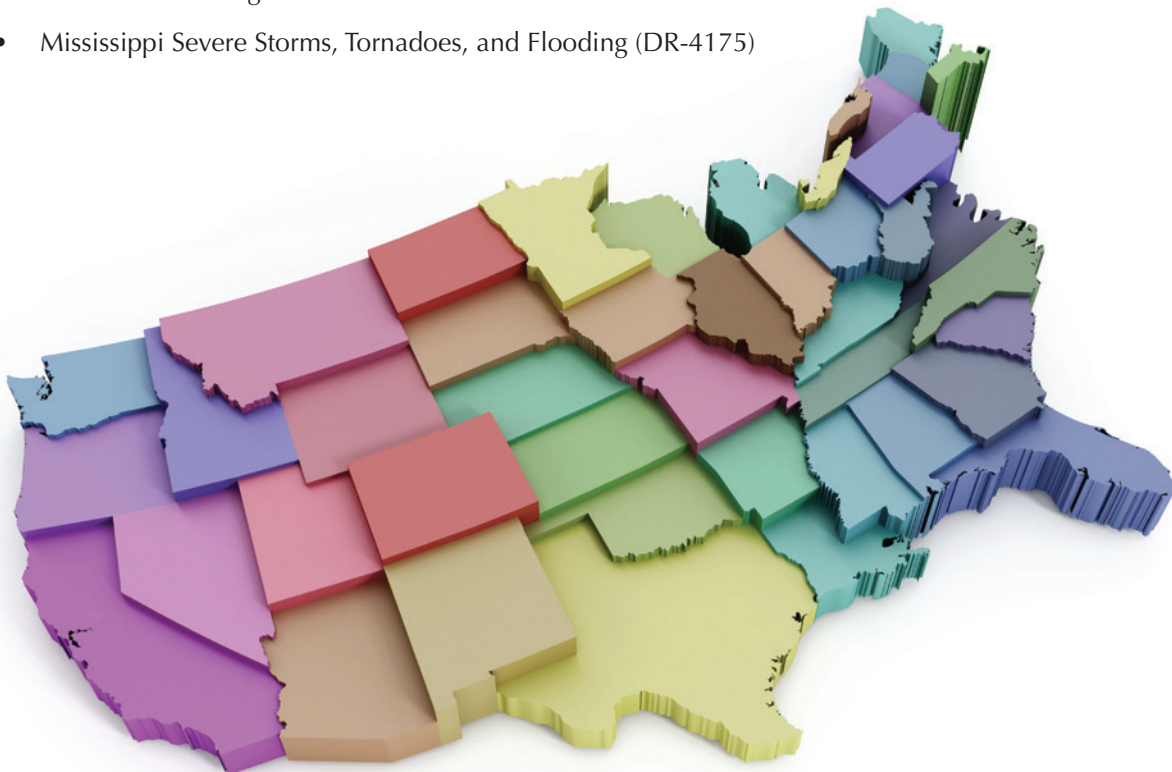 • Mississippi Severe Storms, Tornadoes, and Flooding (DR-4175)